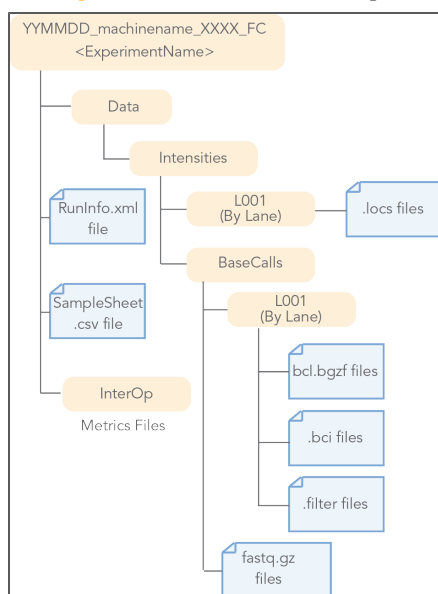 YYMMDD_machinename_XXXX_FC
<ExperimentName>
Data
Intensities
L001
(By Lane)
.locs files
RunInfo.xml
file
BaseCalls
SampleSheet
.csv file
L001
(By Lane)
bcl.bgzf files
InterOp
Metrics Files
.bci files
.filter files
fastq.gz
files